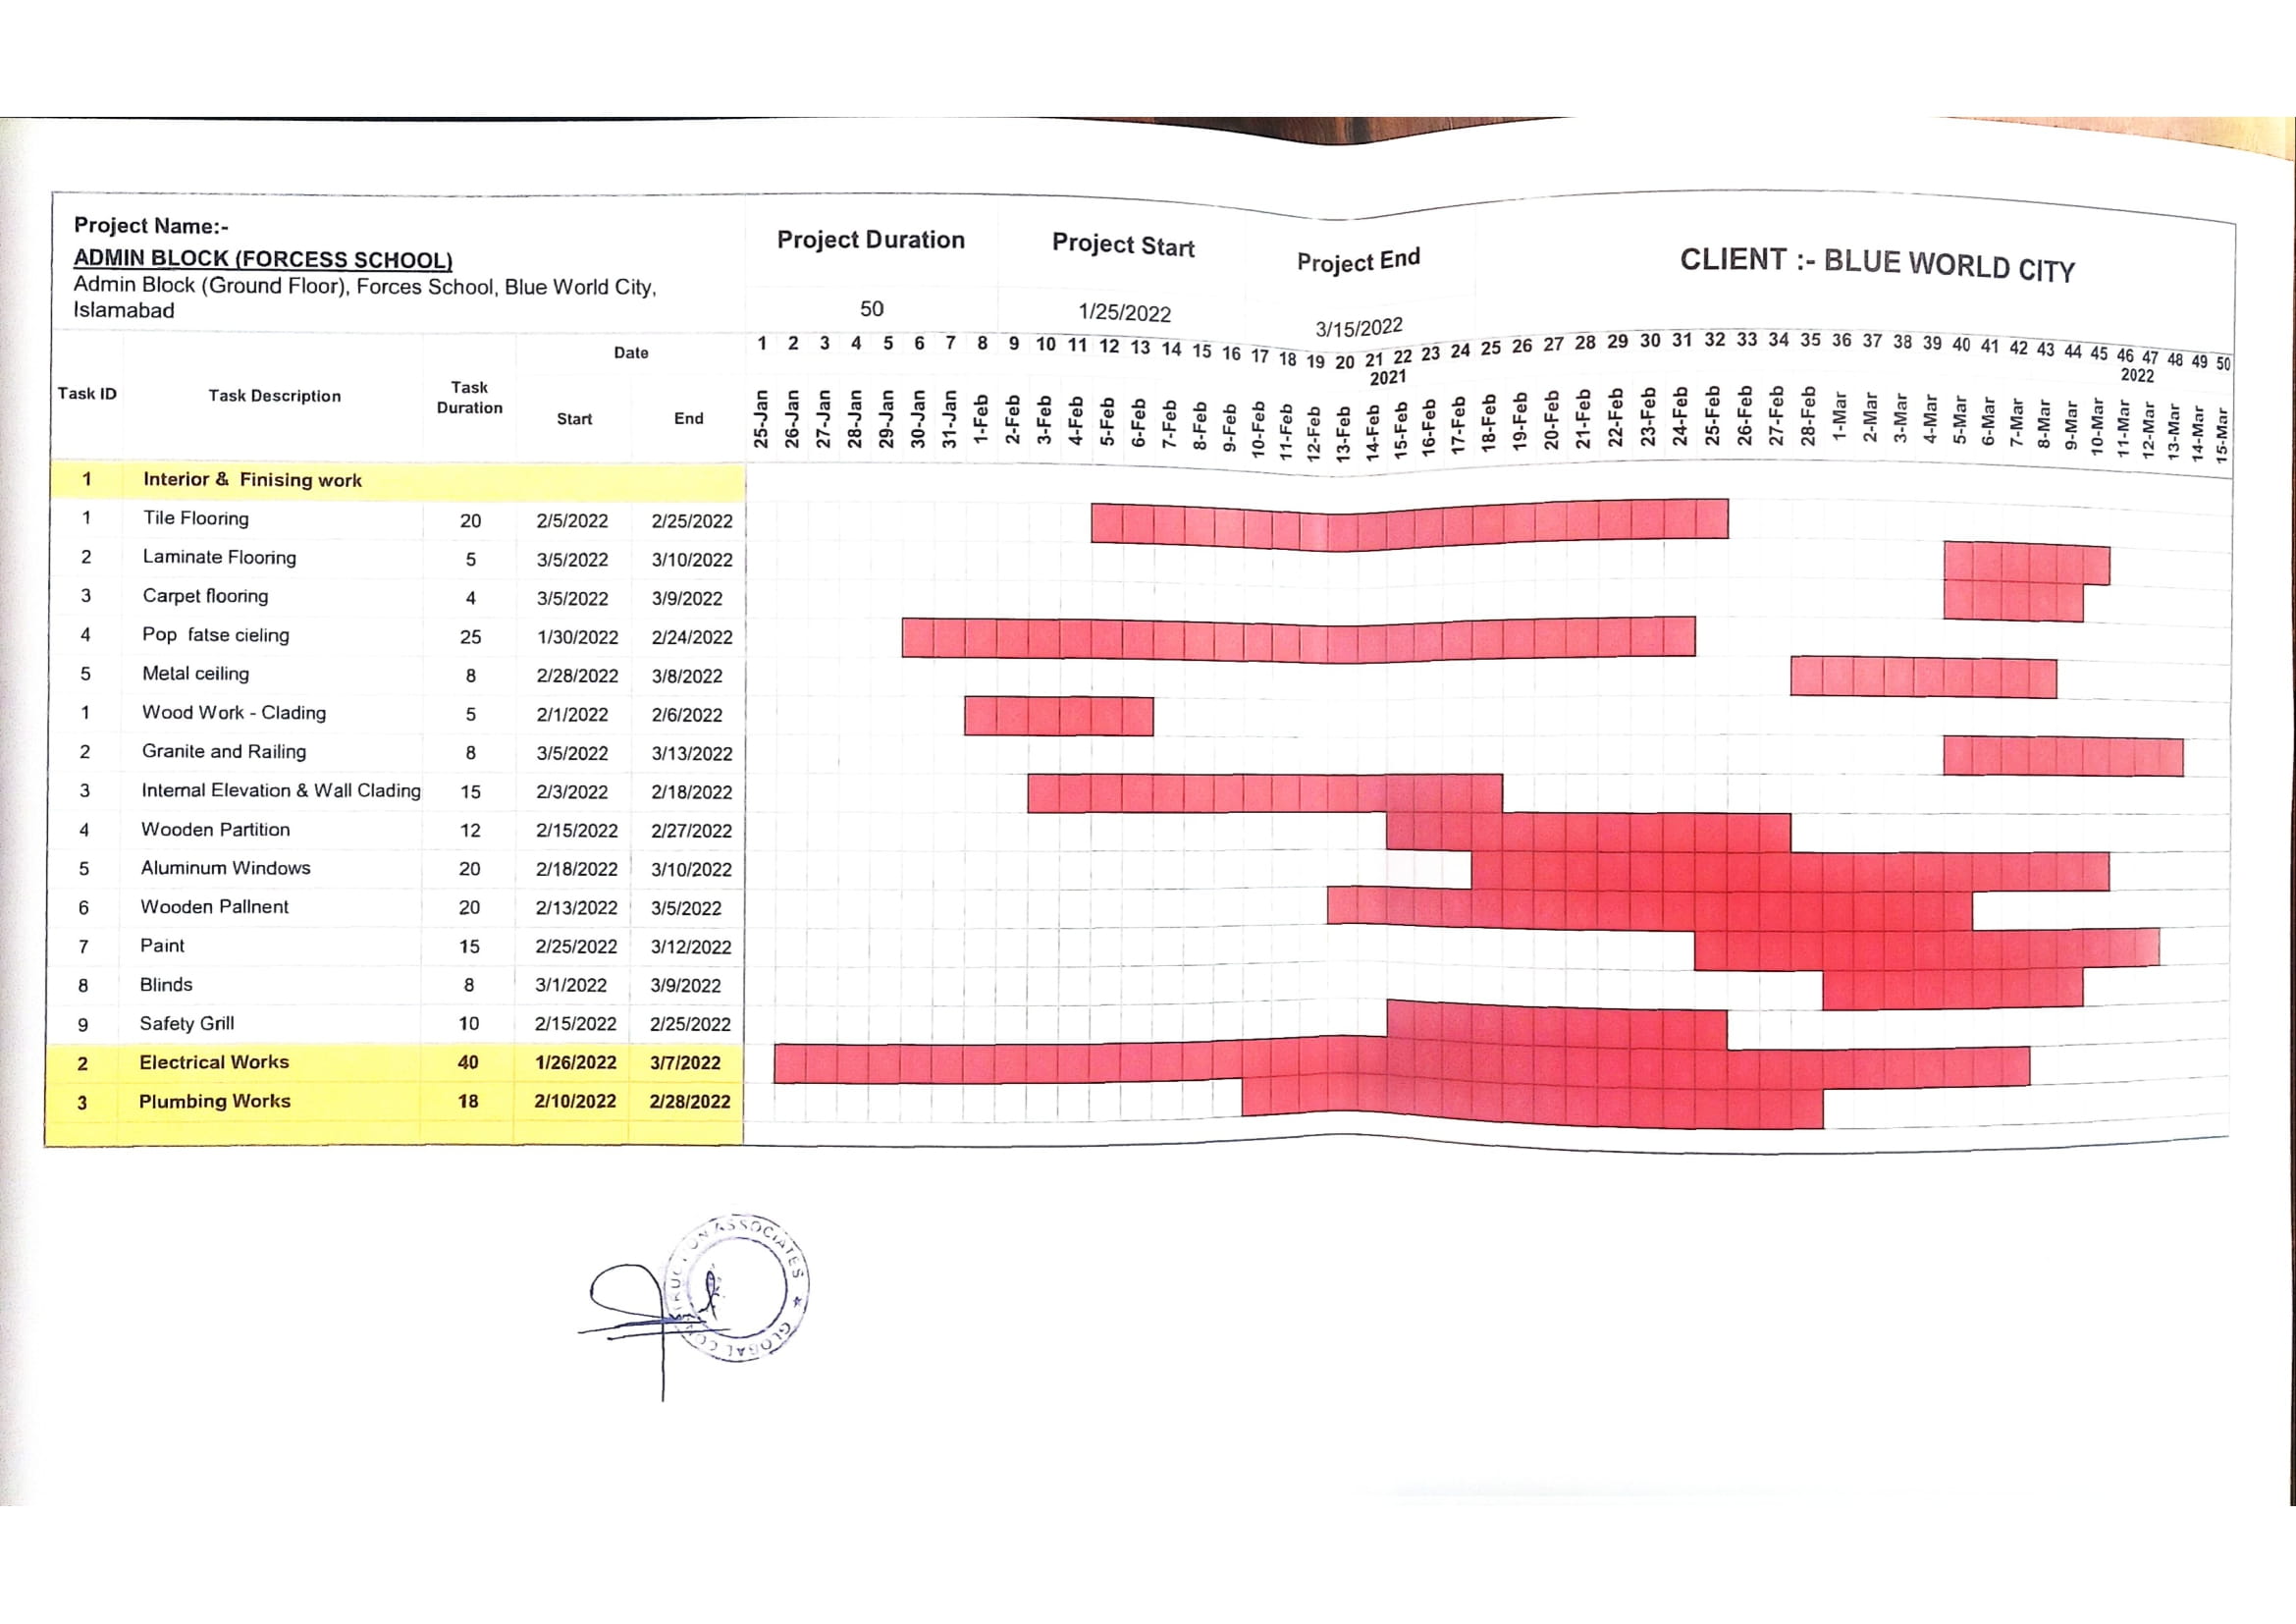 Project Name:-
ADMIN BLOCK (FORCESS SCHOOL)
Admin Block (Ground Floor), Forces School, Blue World City,
Islamabad
Project Duration
50
Project Start
1/25/2022
Project End
3/15/2022
CLIENT :- BLUE WORLD CITY
Task ID Task Description Task Duration Date Start End
1 2 3 4 5 6 7 8 9 10 11 12 13 14 15 16 17 18 19 20 21 22 23 24 25 26 27 28 29 30 31 32 33 34 35 36 37 38 39 40 41 42 43 44 45 46 47 48 49 50
2021 2022
25-Jan 26-Jan 27-Jan 28-Jan 29-Jan 30-Jan 31-Jan 1-Feb 2-Feb 3-Feb 4-Feb 5-Feb 6-Feb 7-Feb 8-Feb 9-Feb 10-Feb 11-Feb 12-Feb 13-Feb 14-Feb 15-Feb 16-Feb 17-Feb 18-Feb 19-Feb 20-Feb 21-Feb 22-Feb 23-Feb 24-Feb 25-Feb 26-Feb 27-Feb 28-Feb 1-Mar 2-Mar 3-Mar 4-Mar 5-Mar 6-Mar 7-Mar 8-Mar 9-Mar 10-Mar 11-Mar 12-Mar 13-Mar 14-Mar 15-Mar
1 Interior & Finising work
1 Tile Flooring 20 2/5/2022 2/25/2022
2 Laminate Flooring 5 3/5/2022 3/10/2022
3 Carpet flooring 4 3/5/2022 3/9/2022
4 Pop fatse cieling 25 1/30/2022 2/24/2022
5 Metal ceiling 8 2/28/2022 3/8/2022
1 Wood Work - Clading 5 2/1/2022 2/6/2022
2 Granite and Railing 8 3/5/2022 3/13/2022
3 Internal Elevation & Wall Clading 15 2/3/2022 2/18/2022
4 Wooden Partition 12 2/15/2022 2/27/2022
5 Aluminum Windows 20 2/18/2022 3/10/2022
6 Wooden Pallnent 20 2/13/2022 3/5/2022
7 Paint 15 2/25/2022 3/12/2022
8 Blinds 8 3/1/2022 3/9/2022
9 Safety Grill 10 2/15/2022 2/25/2022
2 Electrical Works 40 1/26/2022 3/7/2022
3 Plumbing Works 18 2/10/2022 2/28/2022
ASSOCIATES ★ GLOBAL